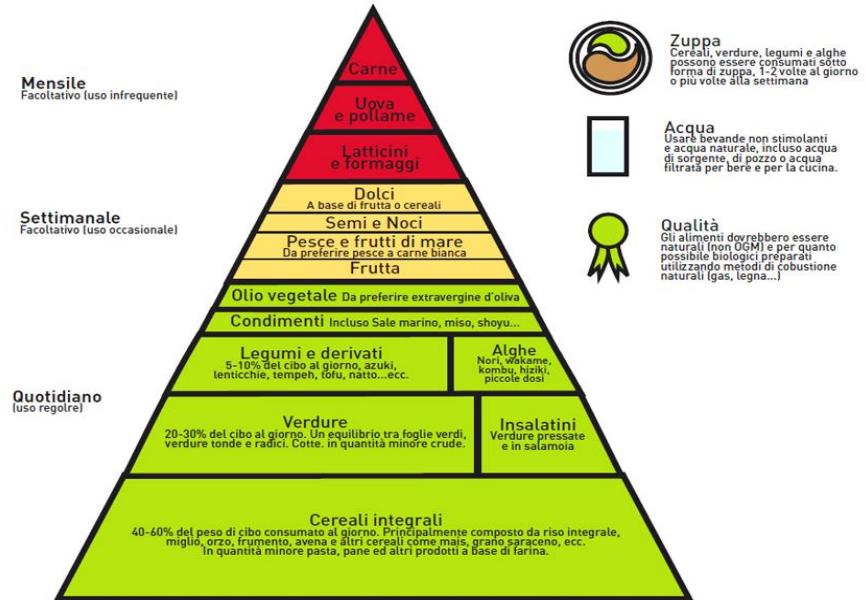 Carne
Uova
e pollame
Latticini
e formaggi
Mensile
Facoltativo (uso infrequente)
Dolci
A base di frutta o cereali
Semi e Noci
Pesce e frutti di mare
Da preferire pesce a carne bianca
Frutta
Settimanale
Facoltativo (uso occasionale)
Olio vegetale Da preferire extravergine d'oliva
Condimenti Incluso Sale marino, miso, shoyu...
Legumi e derivati
5-10% del cibo al giorno, azuki,
lenticchie, tempeh, tofu, natto...ecc.
Alghe
Nori, wakame,
kombu, hiziki,
piccole dosi
Quotidiano
(uso regolre)
Verdure
20-30% del cibo al giorno. Un equilibrio tra foglie verdi,
verdure tonde e radici. Cotte. in quantità minore crude.
Insalatini
Verdure pressate
e in salamoia
Cereali integrali
40-60% del peso di cibo consumato al giorno. Principalmente composto da riso integrale,
miglio, orzo, frumento, avena e altri cereali come mais, grano saraceno, ecc.
In quantità minore pasta, pane ed altri prodotti a base di farina.
Zuppa
Cereali, verdure, legumi e alghe
possono essere consumati sotto
forma di zuppa, 1-2 volte al giorno
o più volte alla settimana
Acqua
Usare bevande non stimolanti
e acqua naturale, incluso acqua
di sorgente, di pozzo o acqua
filtrata per bere e per la cucina.
Qualità
Gli alimenti dovrebbero essere
naturali (non OGM) e per quanto
possibile biologici preparati
utilizzando metodi di cobustione
naturali (gas, legna...)